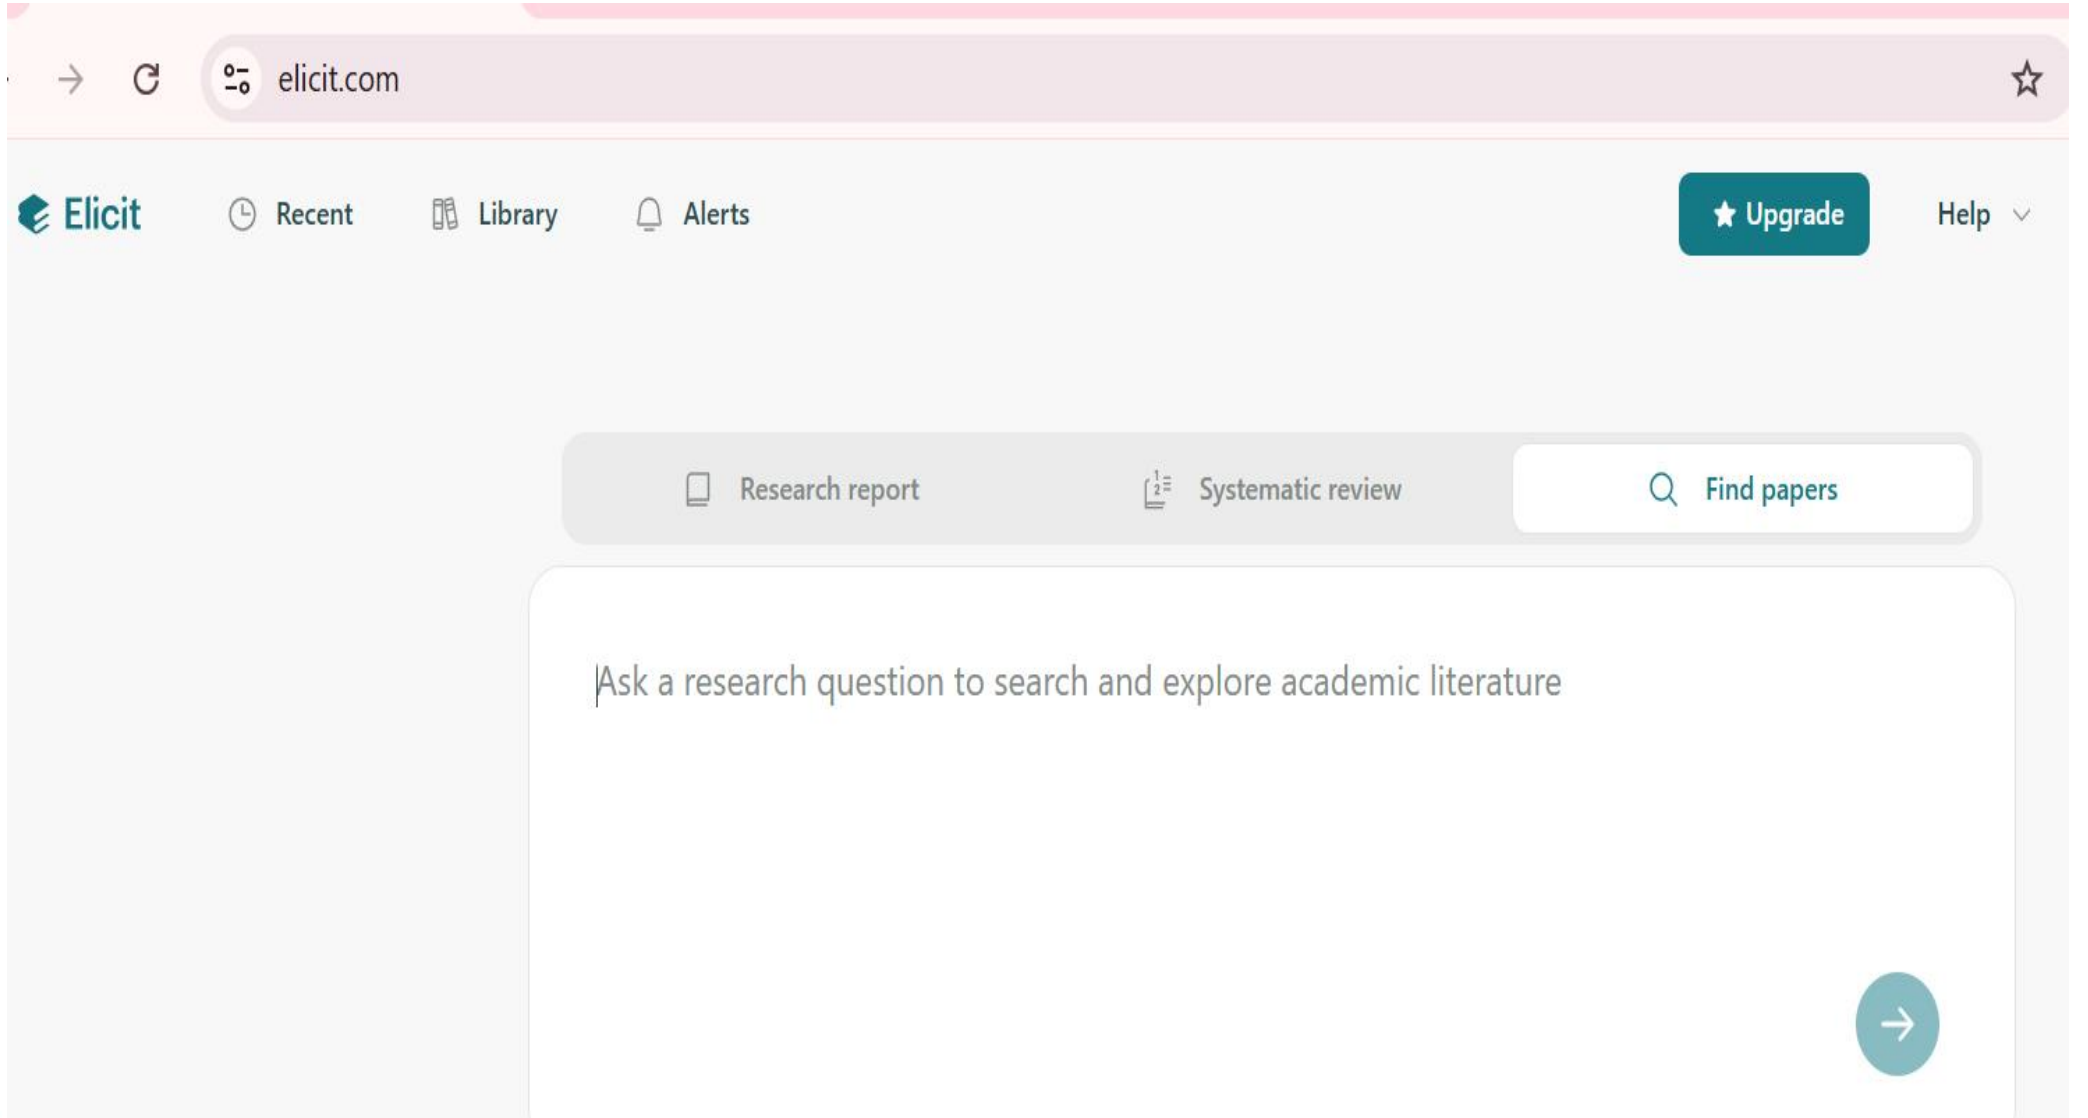 elicit.com
Elicit Recent Library Alerts Upgrade Help
Research report Systematic review Find papers
Ask a research question to search and explore academic literature